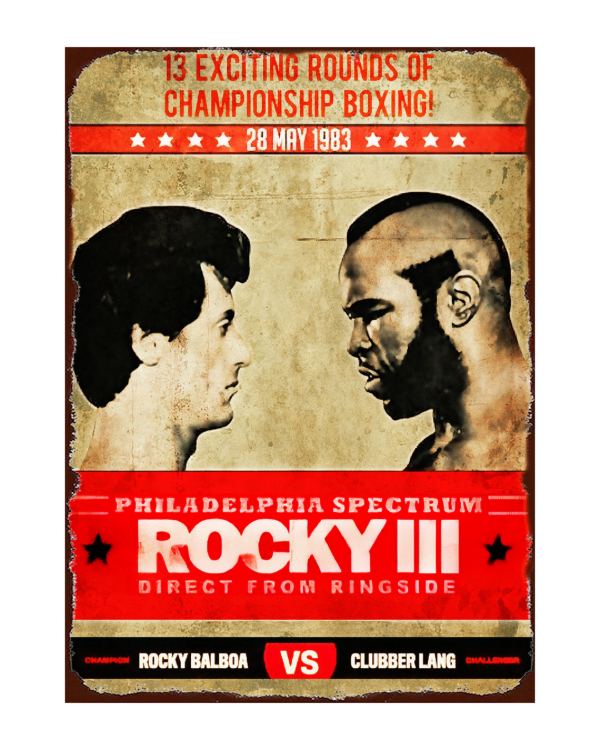 13 EXCITING ROUNDS OF
CHAMPIONSHIP BOXING!
28 MAY 1983
PHILADELPHIA SPECTRUM
ROCKY III
DIRECT FROM RINGSIDE
CHAMPION ROCKY BALBOA VS CLUBBER LANG CHALLENGER